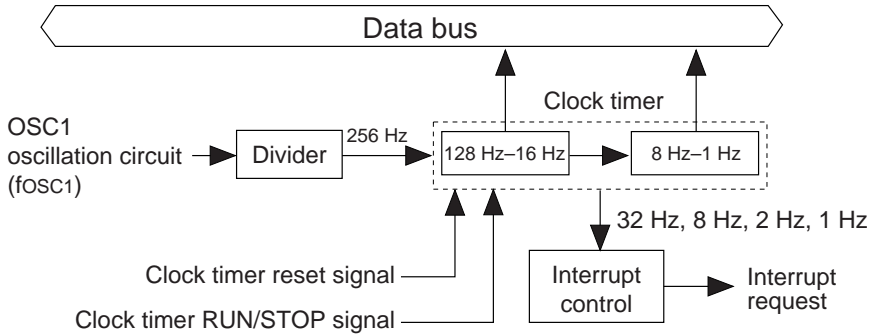 Data bus
Clock timer
OSC1
oscillation circuit
(fOSC1)
Divider
256 Hz
128 Hz–16 Hz
8 Hz–1 Hz
32 Hz, 8 Hz, 2 Hz, 1 Hz
Clock timer reset signal
Clock timer RUN/STOP signal
Interrupt
control
Interrupt
request